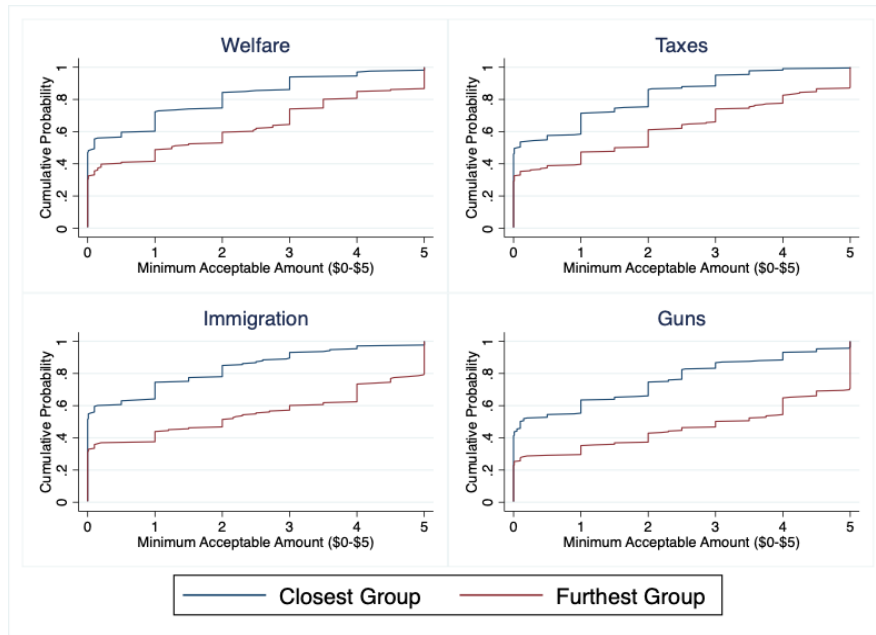 Welfare
Cumulative Probability
0 .2 .4 .6 .8 1
0 1 2 3 4 5
Minimum Acceptable Amount ($0-$5)
Taxes
Cumulative Probability
0 .2 .4 .6 .8 1
0 1 2 3 4 5
Minimum Acceptable Amount ($0-$5)
Immigration
Cumulative Probability
0 .2 .4 .6 .8 1
0 1 2 3 4 5
Minimum Acceptable Amount ($0-$5)
Guns
Cumulative Probability
0 .2 .4 .6 .8 1
0 1 2 3 4 5
Minimum Acceptable Amount ($0-$5)
Closest Group Furthest Group